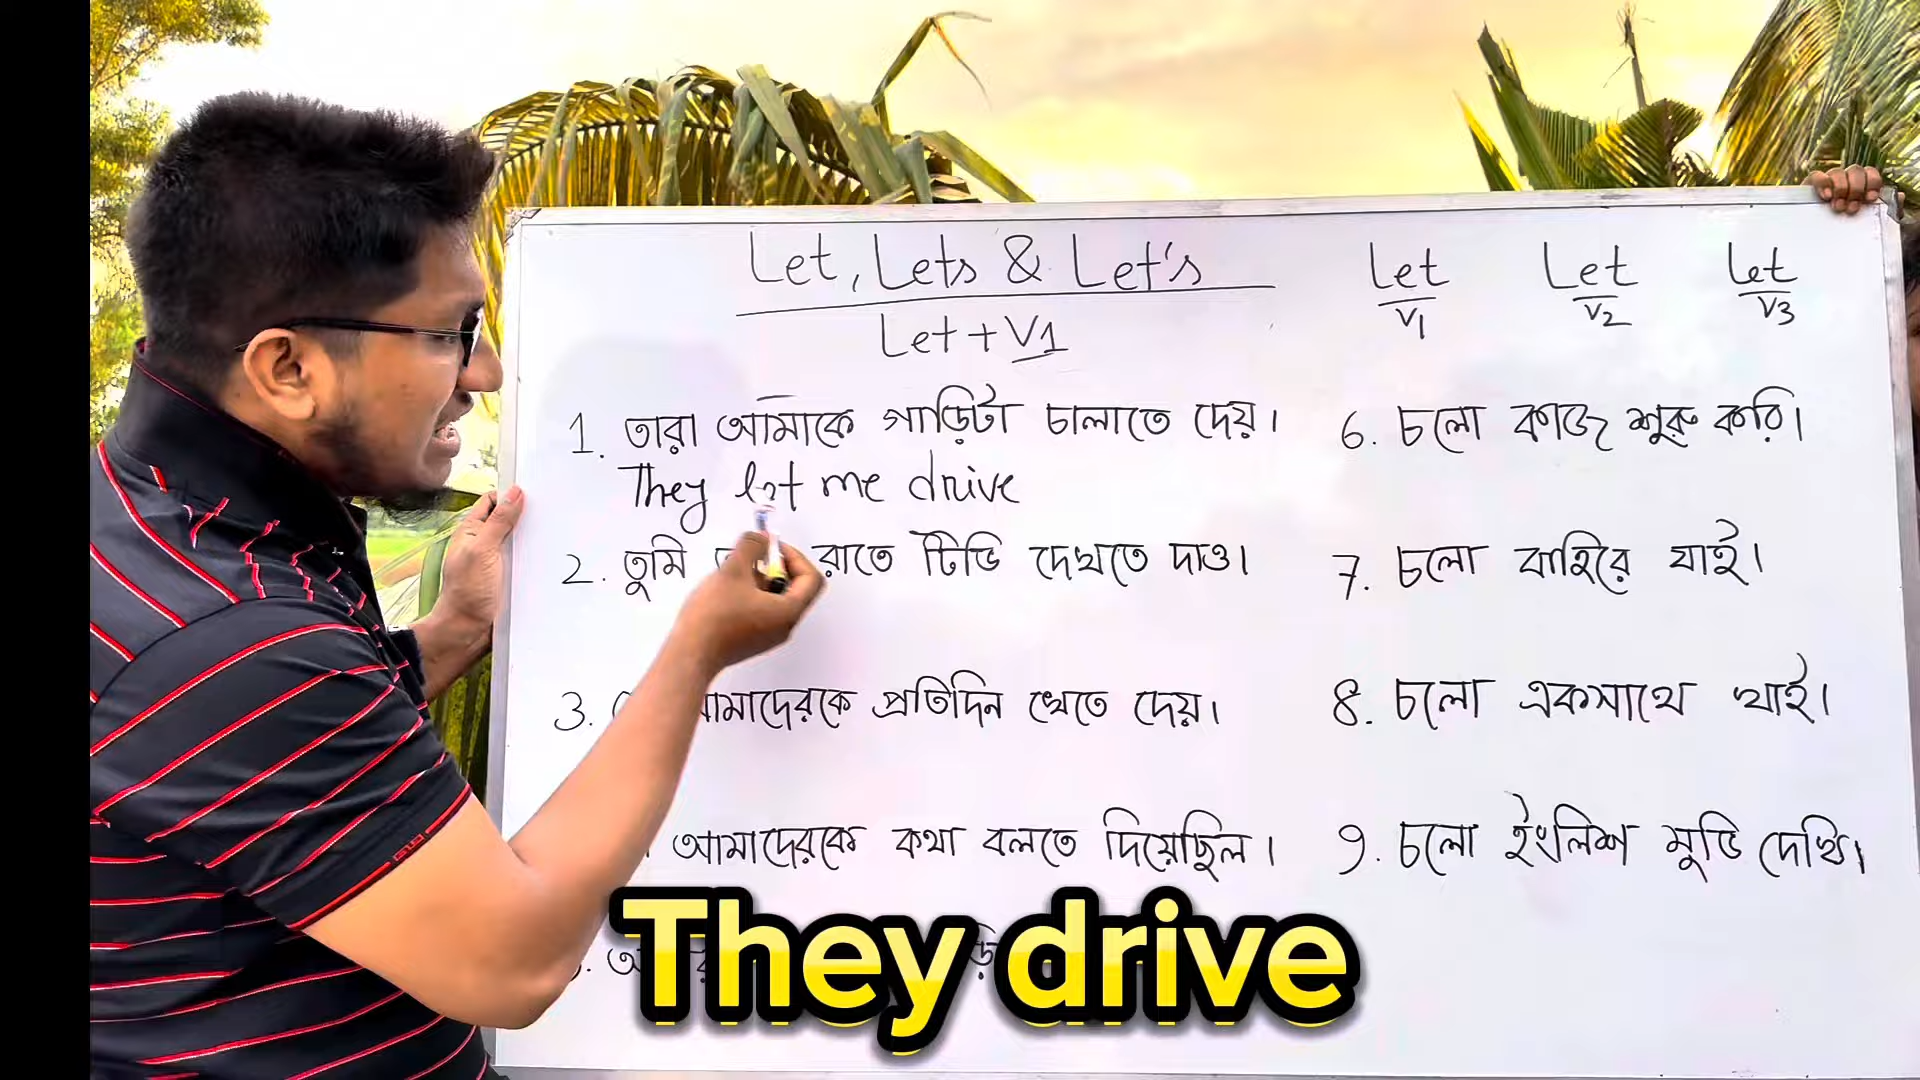 Let, Lets & Let's
Let + V1
Let Let Let
V1 V2 V3
1. তারা আমাকে গাড়িটা চালাতে দেয়।
They let me drive
2. তুমি রাতে টিভি দেখতে দাও।
3. আমাদেরকে প্রতিদিন খেতে দেয়।
আমাদেরকে কথা বলতে দিয়েছিল।
6. চলো কাজ শুরু করি।
7. চলো বাহিরে যাই।
8. চলো একসাথে খাই।
9. চলো ইংলিশ মুভি দেখি।
They drive